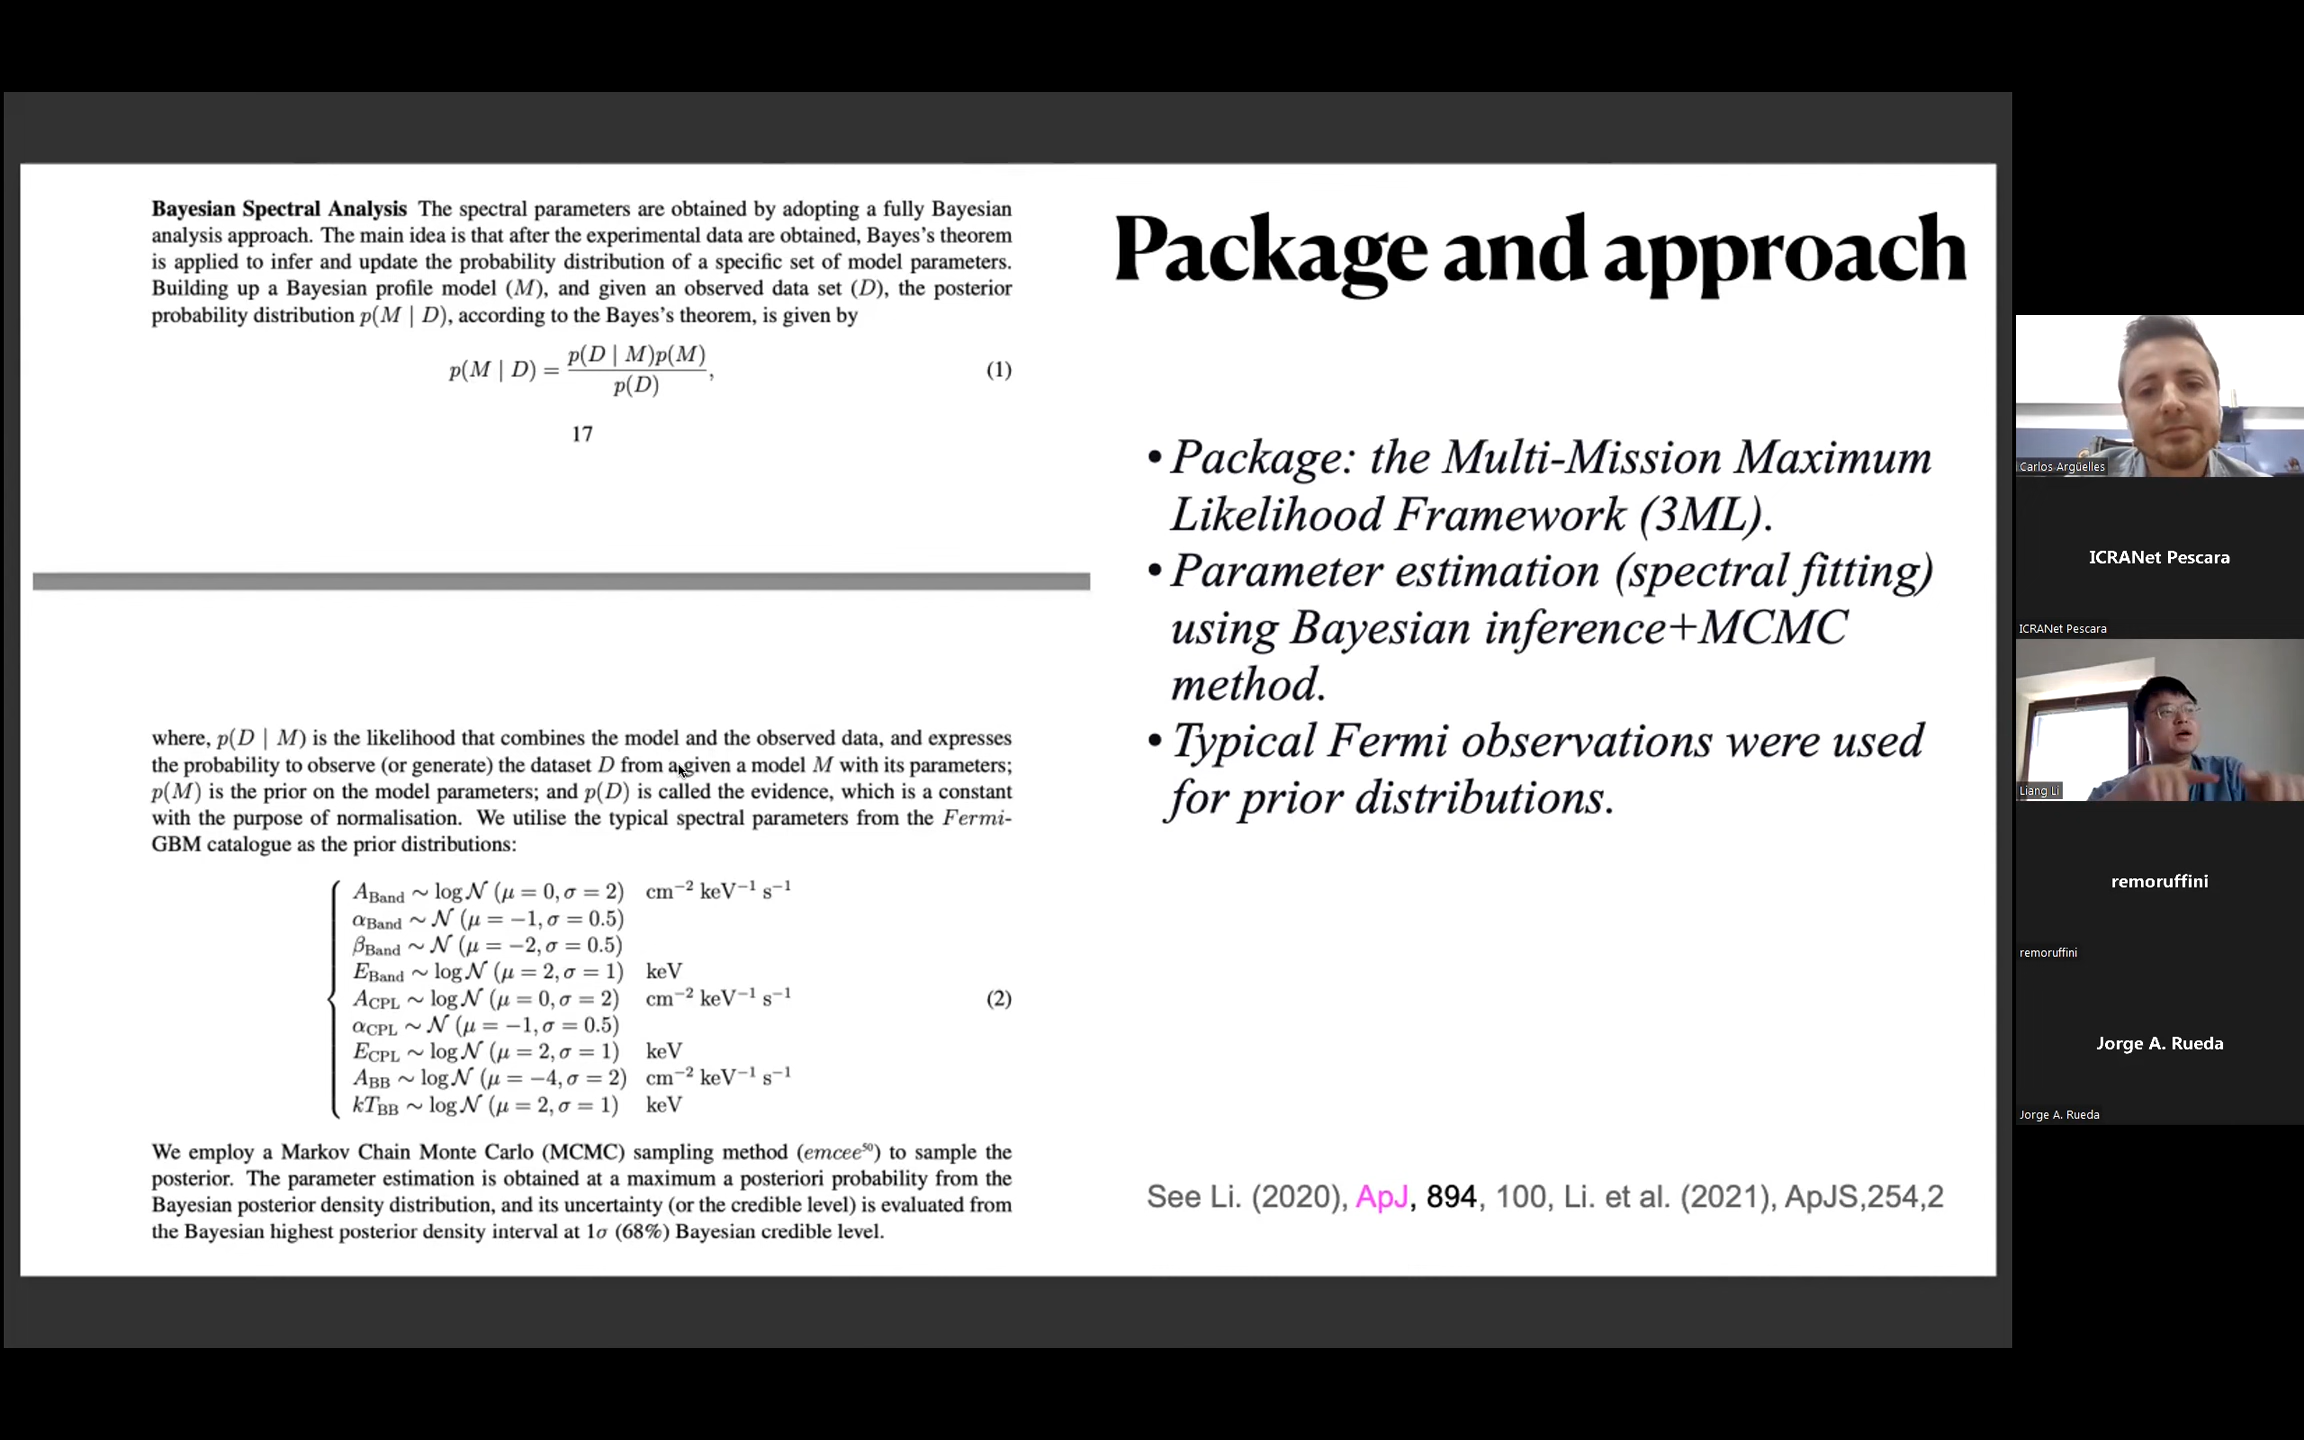 Bayesian Spectral Analysis The spectral parameters are obtained by adopting a fully Bayesian
analysis approach. The main idea is that after the experimental data are obtained, Bayes's theorem
is applied to infer and update the probability distribution of a specific set of model parameters.
Building up a Bayesian profile model (M), and given an observed data set (D), the posterior
probability distribution p(M | D), according to the Bayes's theorem, is given by
p(M | D) = p(D | M)p(M) / p(D), (1)
17
where, p(D | M) is the likelihood that combines the model and the observed data, and expresses
the probability to observe (or generate) the dataset D from a given a model M with its parameters;
p(M) is the prior on the model parameters; and p(D) is called the evidence, which is a constant
with the purpose of normalisation. We utilise the typical spectral parameters from the Fermi-
GBM catalogue as the prior distributions:
A_Band ∼ log N (μ = 0, σ = 2) cm⁻² keV⁻¹ s⁻¹
α_Band ∼ N (μ = −1, σ = 0.5)
β_Band ∼ N (μ = −2, σ = 0.5)
E_Band ∼ log N (μ = 2, σ = 1) keV
A_CPL ∼ log N (μ = 0, σ = 2) cm⁻² keV⁻¹ s⁻¹ (2)
α_CPL ∼ N (μ = −1, σ = 0.5)
E_CPL ∼ log N (μ = 2, σ = 1) keV
A_BB ∼ log N (μ = −4, σ = 2) cm⁻² keV⁻¹ s⁻¹
kT_BB ∼ log N (μ = 2, σ = 1) keV
We employ a Markov Chain Monte Carlo (MCMC) sampling method (emcee⁵⁰) to sample the
posterior. The parameter estimation is obtained at a maximum a posteriori probability from the
Bayesian posterior density distribution, and its uncertainty (or the credible level) is evaluated from
the Bayesian highest posterior density interval at 1σ (68%) Bayesian credible level.
Package and approach
• Package: the Multi-Mission Maximum
Likelihood Framework (3ML).
• Parameter estimation (spectral fitting)
using Bayesian inference+MCMC
method.
• Typical Fermi observations were used
for prior distributions.
See Li. (2020), ApJ, 894, 100, Li. et al. (2021), ApJS,254,2
Carlos Argüelles
ICRANet Pescara
ICRANet Pescara
Liang Li
remoruffini
remoruffini
Jorge A. Rueda
Jorge A. Rueda